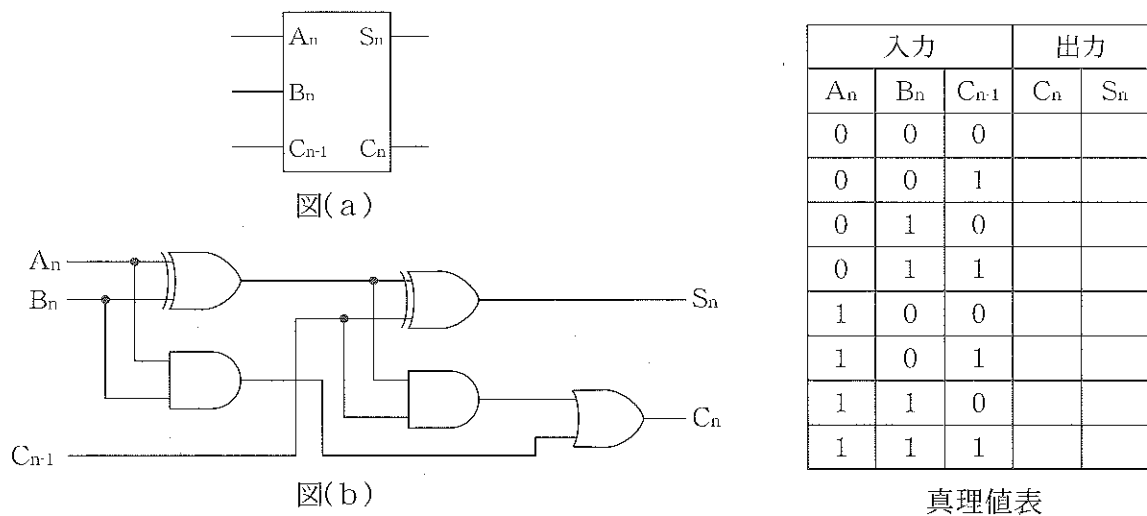 An Sn
Bn
Cn-1 Cn
図(a)
An
Bn
Sn
Cn
Cn-1
図(b)
入力 出力
An Bn Cn-1 Cn Sn
0 0 0
0 0 1
0 1 0
0 1 1
1 0 0
1 0 1
1 1 0
1 1 1
真理値表